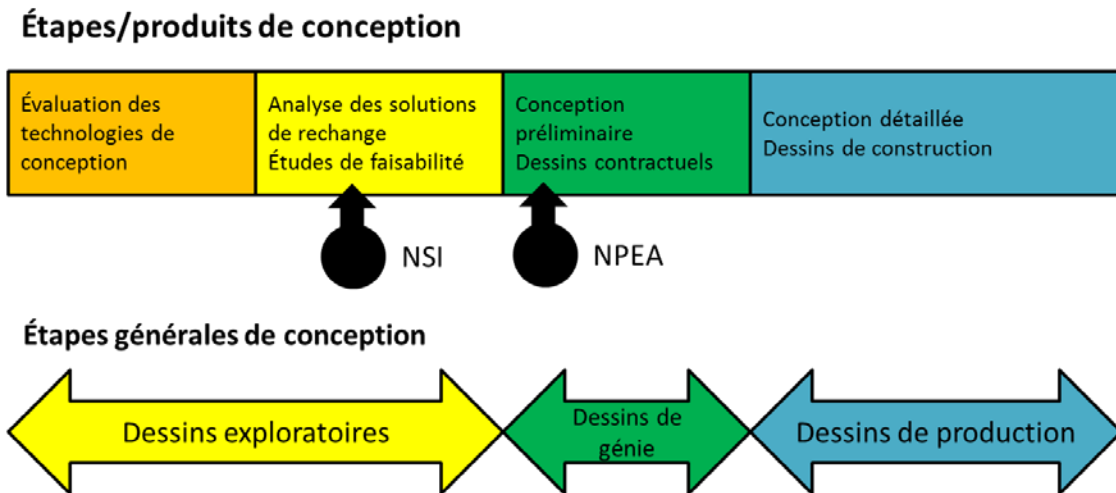 Étapes/produits de conception
Évaluation des
technologies de
conception
Analyse des solutions
de rechange
Études de faisabilité
Conception
préliminaire
Dessins contractuels
Conception détaillée
Dessins de construction
NSI
NPEA
Étapes générales de conception
Dessins exploratoires
Dessins de
génie
Dessins de production